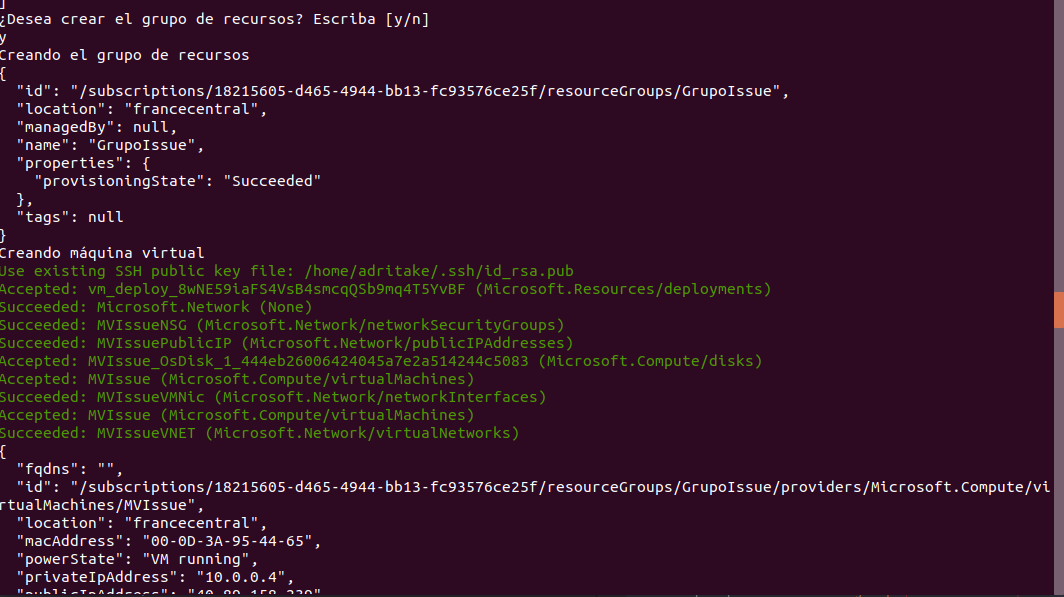 ]
¿Desea crear el grupo de recursos? Escriba [y/n]
y
Creando el grupo de recursos
{
  "id": "/subscriptions/18215605-d465-4944-bb13-fc93576ce25f/resourceGroups/GrupoIssue",
  "location": "francecentral",
  "managedBy": null,
  "name": "GrupoIssue",
  "properties": {
    "provisioningState": "Succeeded"
  },
  "tags": null
}
Creando máquina virtual
Use existing SSH public key file: /home/adritake/.ssh/id_rsa.pub
Accepted: vm_deploy_8wNE59iaFS4VsB4smcqQSb9mq4T5YvBF (Microsoft.Resources/deployments)
Succeeded: Microsoft.Network (None)
Succeeded: MVIssueNSG (Microsoft.Network/networkSecurityGroups)
Succeeded: MVIssuePublicIP (Microsoft.Network/publicIPAddresses)
Accepted: MVIssue_OsDisk_1_444eb26006424045a7e2a514244c5083 (Microsoft.Compute/disks)
Accepted: MVIssue (Microsoft.Compute/virtualMachines)
Succeeded: MVIssueVMNic (Microsoft.Network/networkInterfaces)
Accepted: MVIssue (Microsoft.Compute/virtualMachines)
Succeeded: MVIssueVNET (Microsoft.Network/virtualNetworks)
{
  "fqdns": "",
  "id": "/subscriptions/18215605-d465-4944-bb13-fc93576ce25f/resourceGroups/GrupoIssue/providers/Microsoft.Compute/vi
rtualMachines/MVIssue",
  "location": "francecentral",
  "macAddress": "00-0D-3A-95-44-65",
  "powerState": "VM running",
  "privateIpAddress": "10.0.0.4",
  "publicIpAddress":